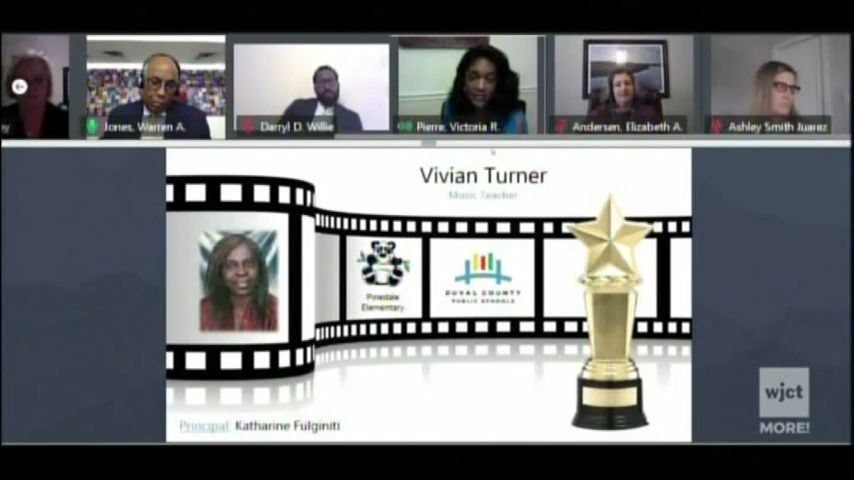 Jones, Warren A.
Darryl D. Willie
Pierre, Victoria R.
Andersen, Elizabeth A.
Ashley Smith Juarez
Vivian Turner
Music Teacher
Pinedale
Elementary
DUVAL COUNTY
PUBLIC SCHOOLS
Principal: Katharine Fulginiti
wjct
MORE!